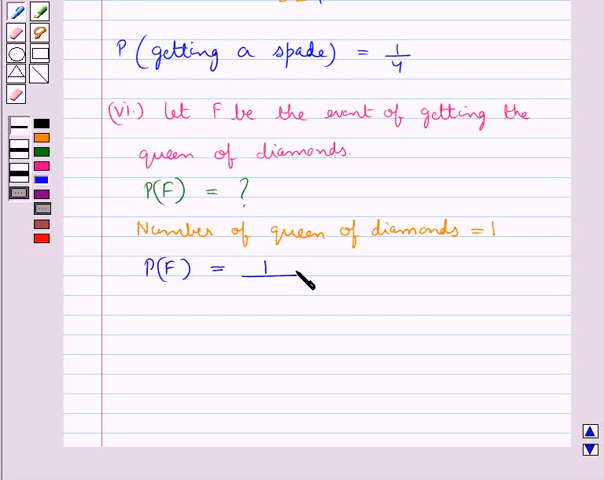 P (getting a spade) = 1/4
(vi.) Let F be the event of getting the
queen of diamonds.
P(F) = ?
Number of queen of diamonds = 1
P(F) = 1